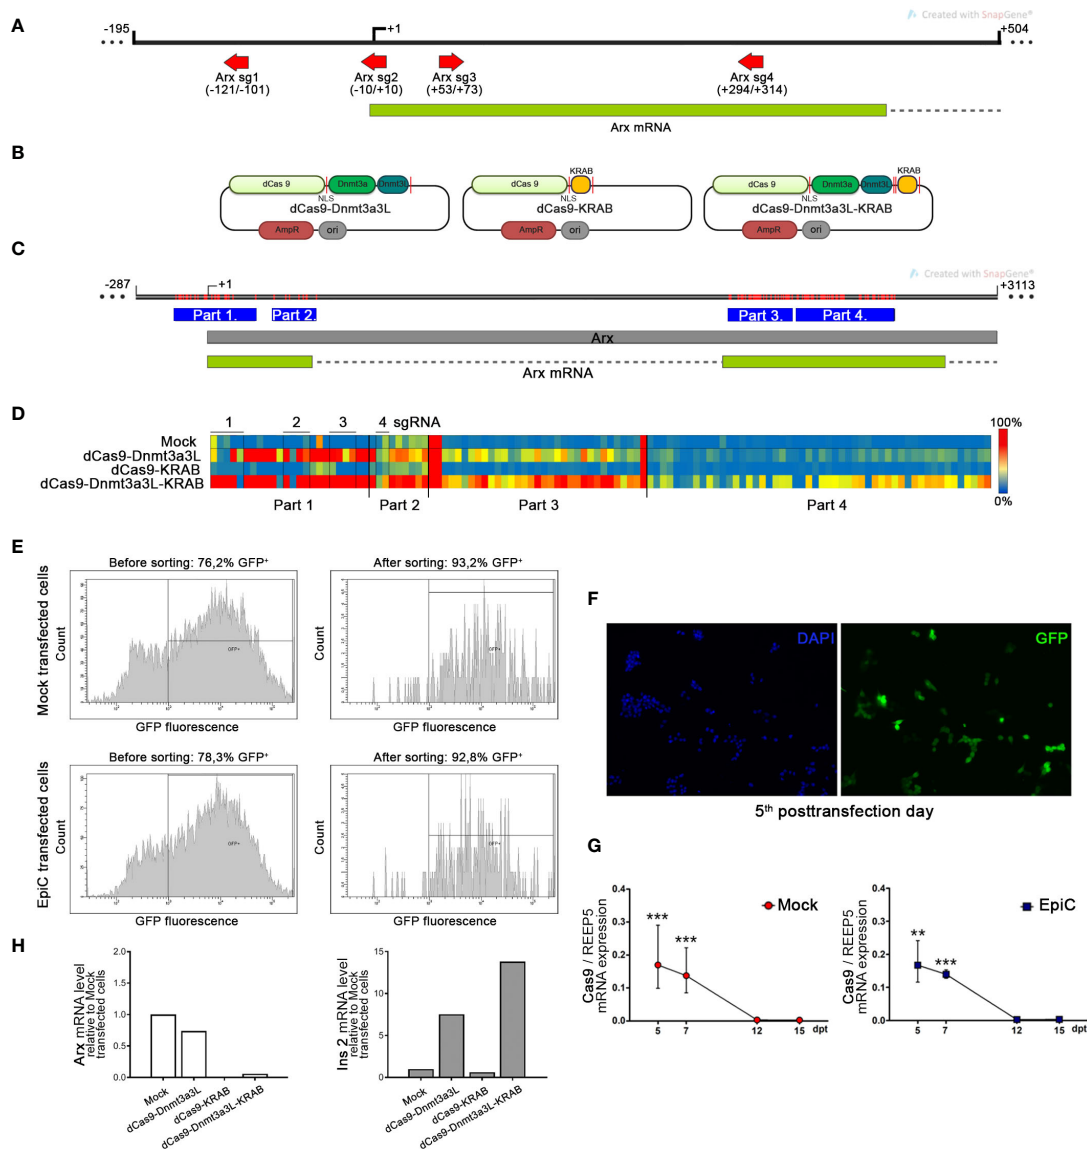 A
Created with SnapGene®
-195
+1
+504
Arx sg1
(-121/-101)
Arx sg2
(-10/+10)
Arx sg3
(+53/+73)
Arx sg4
(+294/+314)
Arx mRNA
B
dCas 9
Dnmt3a
Dnmt3L
NLS
dCas9-Dnmt3a3L
AmpR
ori
KRAB
dCas 9
NLS
dCas9-KRAB
AmpR
ori
KRAB
dCas 9
Dnmt3a
Dnmt3L
NLS
dCas9-Dnmt3a3L-KRAB
AmpR
ori
C
Created with SnapGene®
-287
+1
+3113
Part 1.
Part 2.
Part 3.
Part 4.
Arx
Arx mRNA
D
1
2
3
4
sgRNA
100%
Mock
dCas9-Dnmt3a3L
dCas9-KRAB
dCas9-Dnmt3a3L-KRAB
0%
Part 1
Part 2
Part 3
Part 4
E
Mock transfected cells
Before sorting: 76,2% GFP+
Count
GFP+
GFP fluorescence
After sorting: 93,2% GFP+
Count
GFP+
GFP fluorescence
EpiC transfected cells
Before sorting: 78,3% GFP+
Count
GFP+
GFP fluorescence
After sorting: 92,8% GFP+
Count
GFP+
GFP fluorescence
F
DAPI
GFP
5th posttransfection day
G
Cas9 / REEP5
mRNA expression
0.4
0.3
0.2
0.1
0.0
***
***
Mock
5
7
12
15
dpt
Cas9 / REEP5
mRNA expression
0.4
0.3
0.2
0.1
0.0
**
***
EpiC
5
7
12
15
dpt
H
Arx mRNA level
relative to Mock
transfected cells
2.0
1.5
1.0
0.5
0.0
Mock
dCas9-Dnmt3a3L
dCas9-KRAB
dCas9-Dnmt3a3L-KRAB
Ins 2 mRNA level
relative to Mock
transfected cells
15
10
5
0
Mock
dCas9-Dnmt3a3L
dCas9-KRAB
dCas9-Dnmt3a3L-KRAB